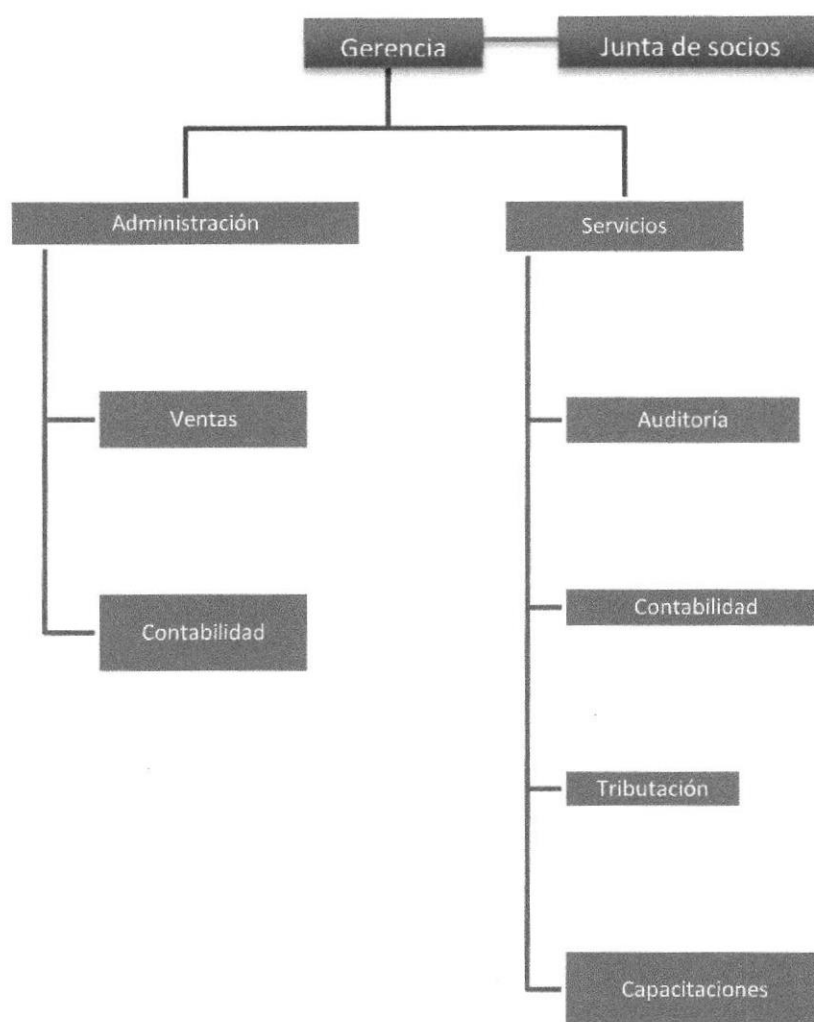 Gerencia
Junta de socios
Administración
Servicios
Ventas
Auditoría
Contabilidad
Contabilidad
Tributación
Capacitaciones